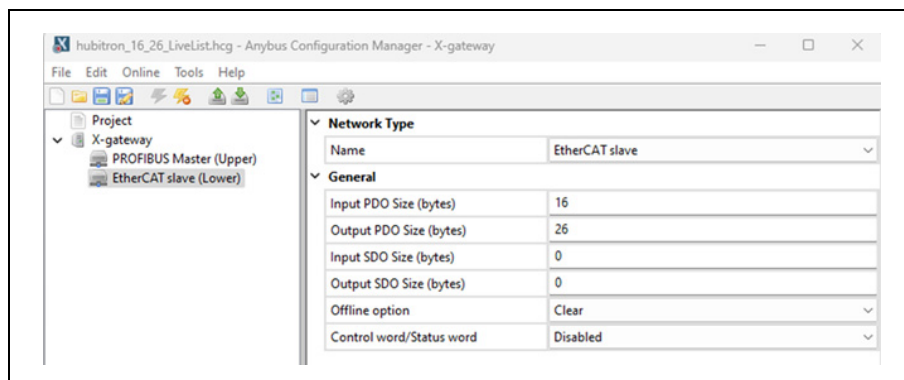 hubitron_16_26_LiveList.hcg - Anybus Configuration Manager - X-gateway
File Edit Online Tools Help
Project
X-gateway
PROFIBUS Master (Upper)
EtherCAT slave (Lower)
Network Type
Name EtherCAT slave
General
Input PDO Size (bytes) 16
Output PDO Size (bytes) 26
Input SDO Size (bytes) 0
Output SDO Size (bytes) 0
Offline option Clear
Control word/Status word Disabled